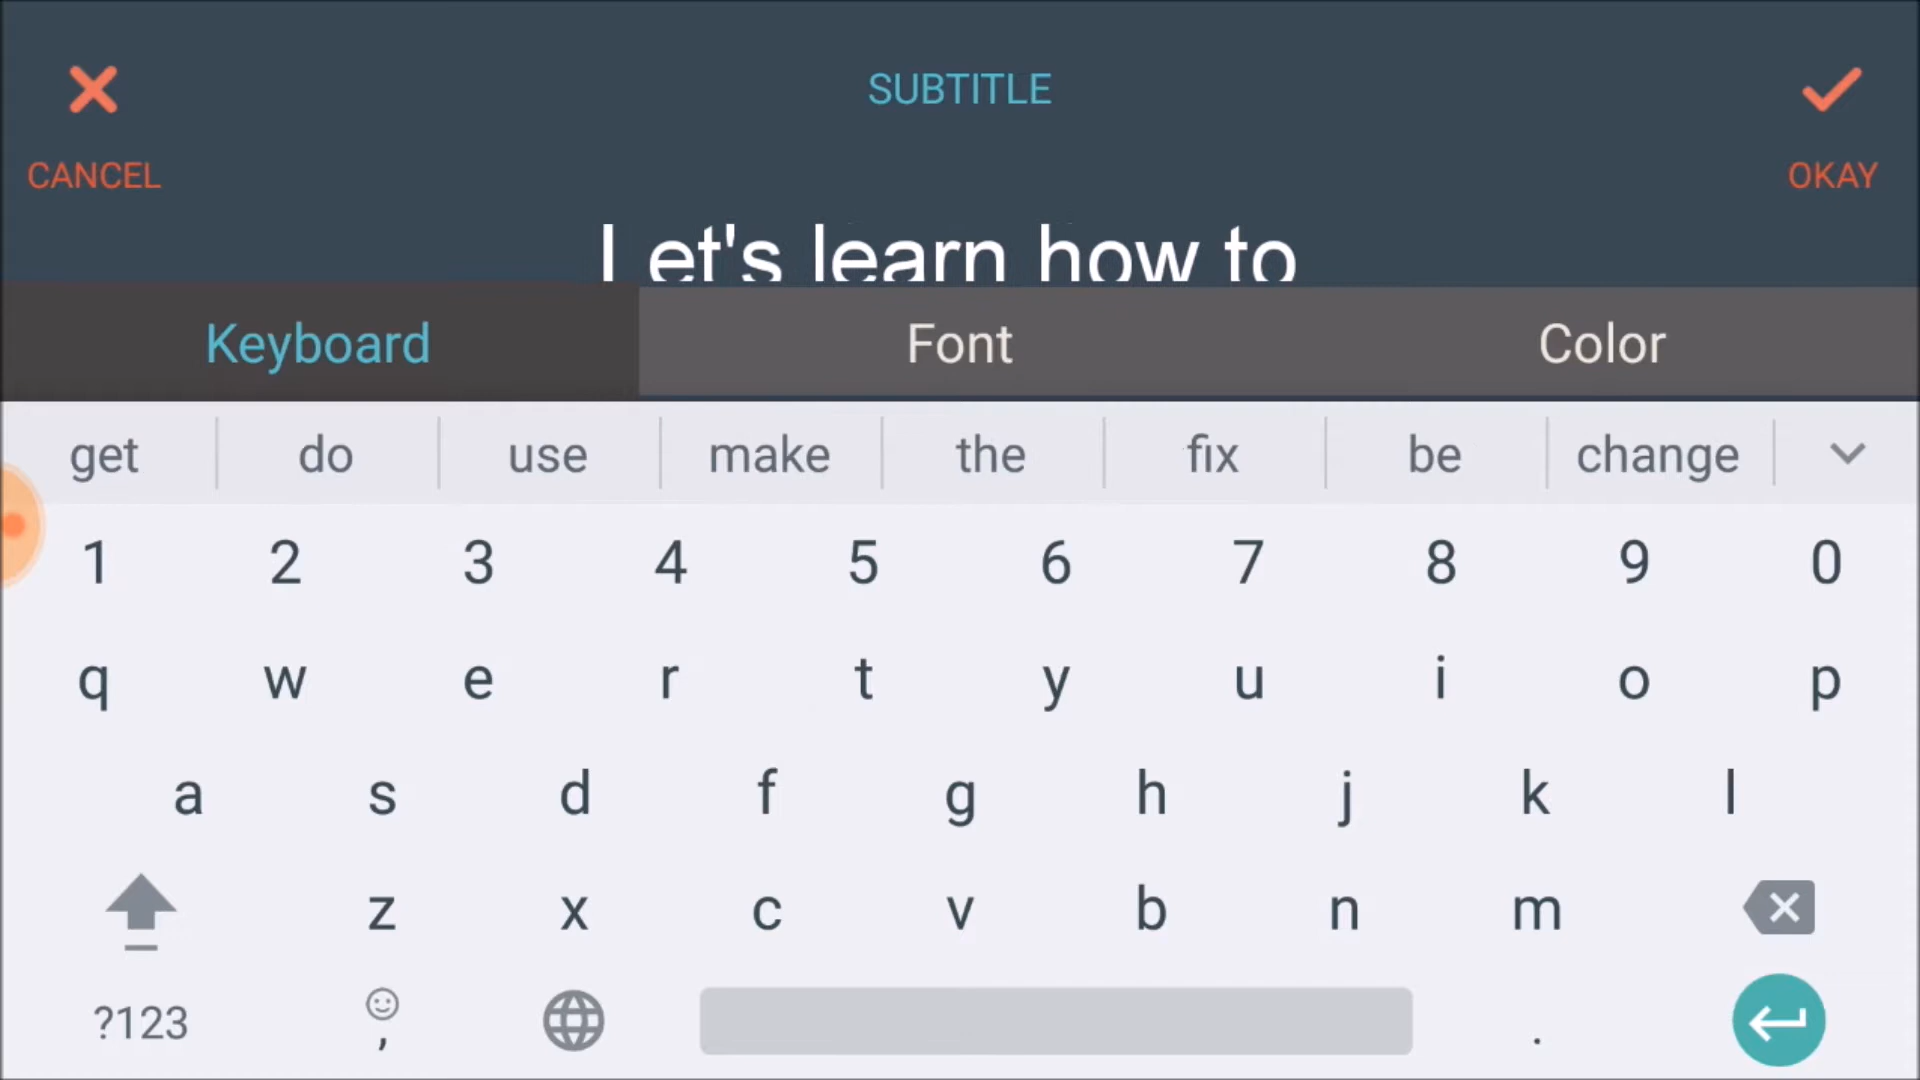 SUBTITLE
CANCEL OKAY
Let's learn how to
Keyboard Font Color
get do use make the fix be change
1 2 3 4 5 6 7 8 9 0
q w e r t y u i o p
a s d f g h j k l
z x c v b n m
?123 , .